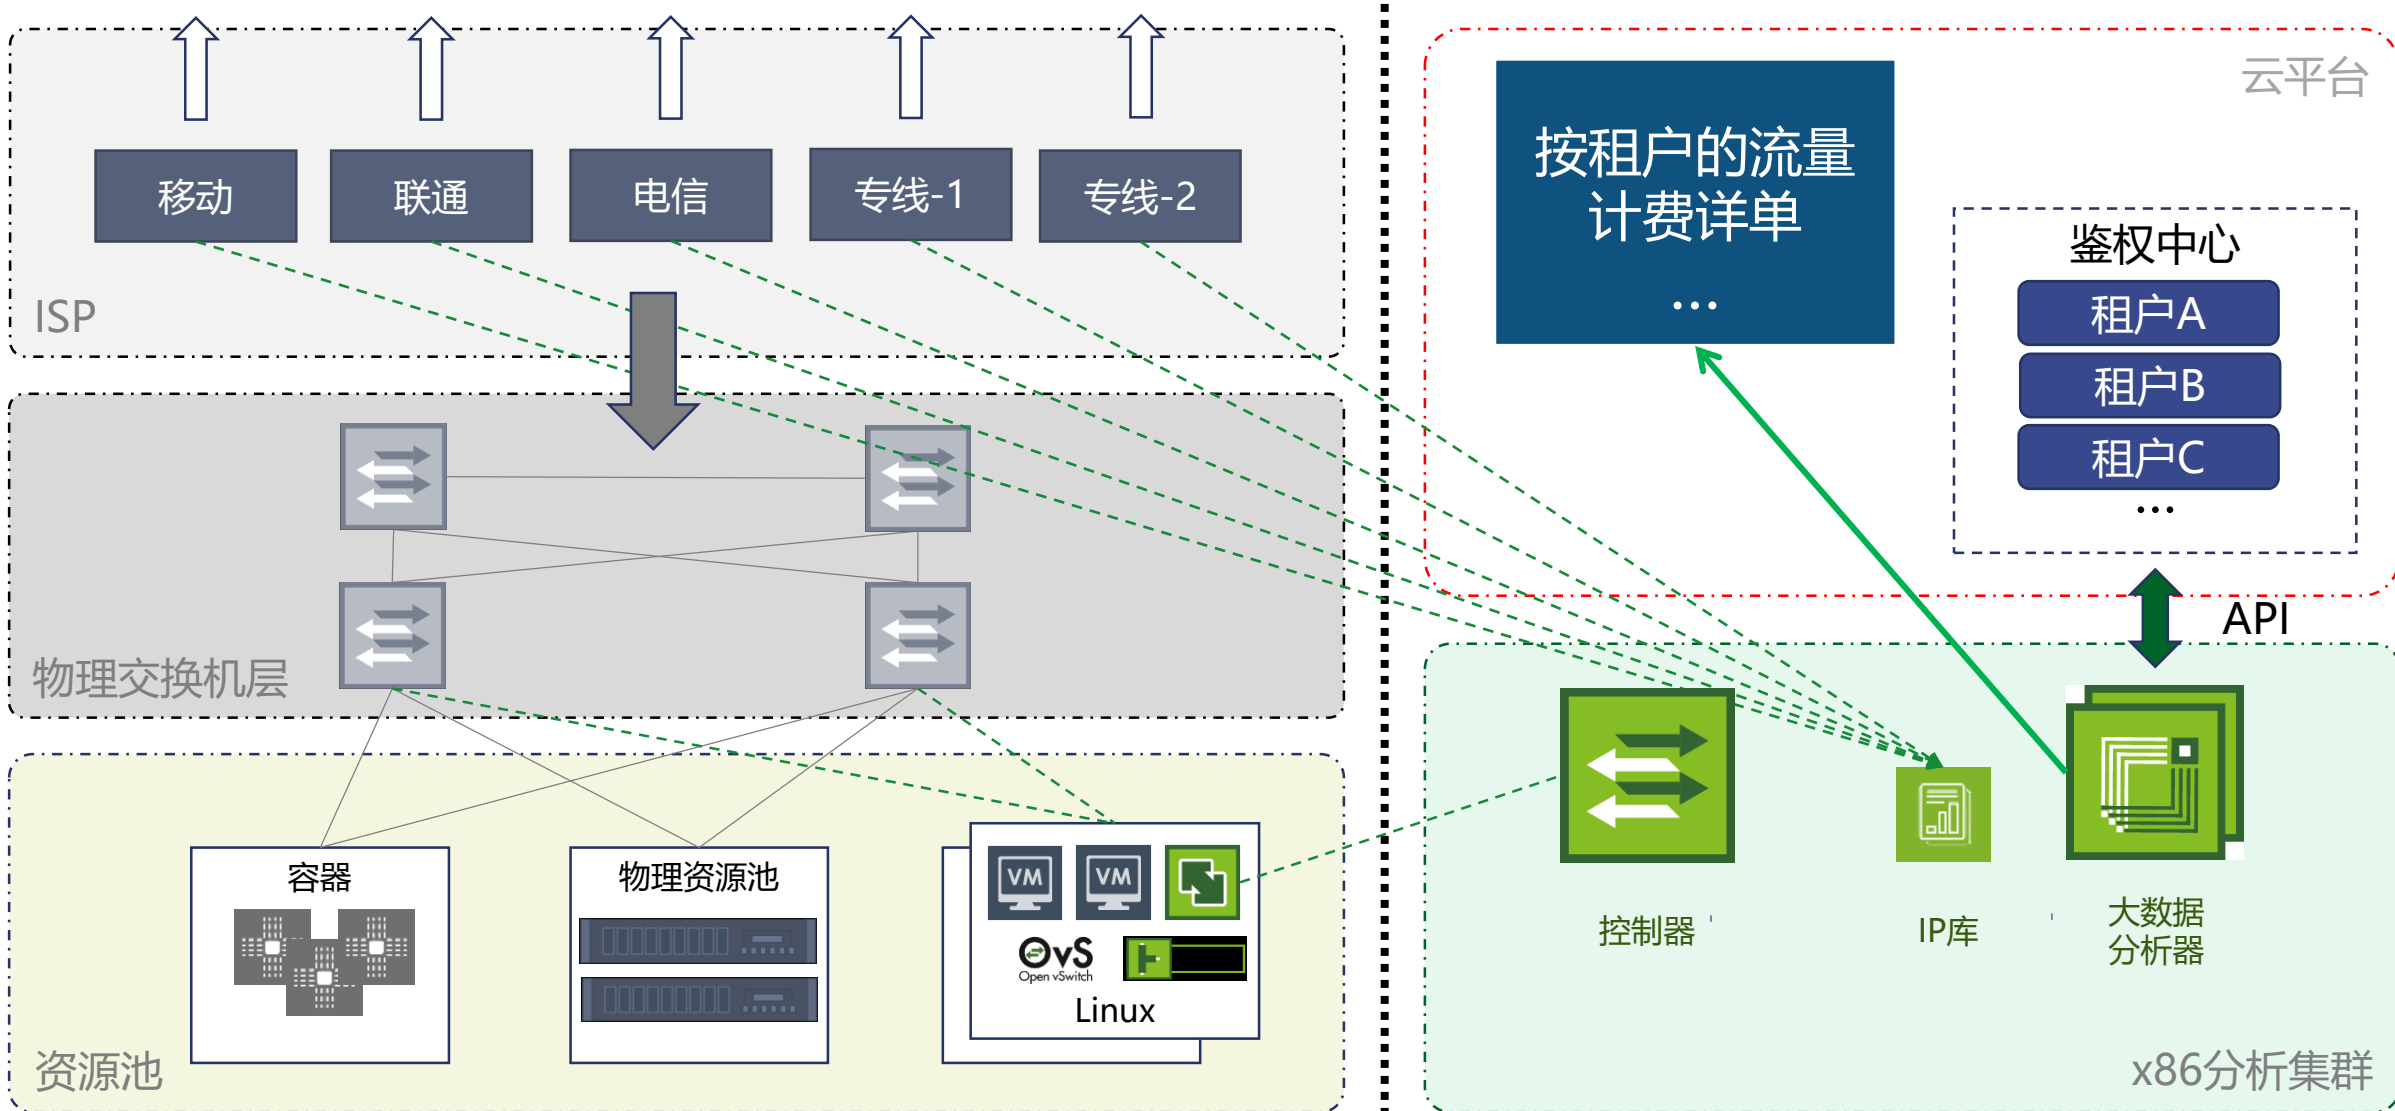 移动
联通
电信
专线-1
专线-2
ISP
物理交换机层
容器
物理资源池
VM
VM
OvS
Open vSwitch
Linux
资源池
云平台
按租户的流量
计费详单
...
鉴权中心
租户A
租户B
租户C
...
API
控制器
IP库
大数据
分析器
x86分析集群